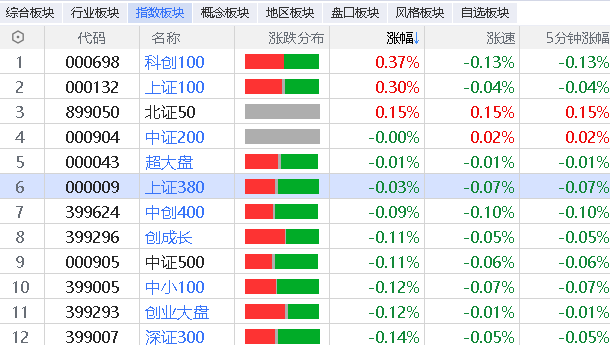 综合板块 行业板块 指数板块 概念板块 地区板块 盘口板块 风格板块 自选板块
代码 名称 涨跌分布 涨幅↓ 涨速 5分钟涨幅
1 000698 科创100 0.37% -0.13% -0.13%
2 000132 上证100 0.30% -0.04% -0.04%
3 899050 北证50 0.15% 0.15% 0.15%
4 000904 中证200 -0.00% 0.02% 0.02%
5 000043 超大盘 -0.01% -0.01% -0.01%
6 000009 上证380 -0.03% -0.07% -0.07%
7 399624 中创400 -0.09% -0.10% -0.10%
8 399296 创成长 -0.11% -0.05% -0.05%
9 000905 中证500 -0.11% -0.06% -0.06%
10 399005 中小100 -0.12% -0.07% -0.07%
11 399293 创业大盘 -0.12% -0.01% -0.01%
12 399007 深证300 -0.14% -0.05% -0.05%